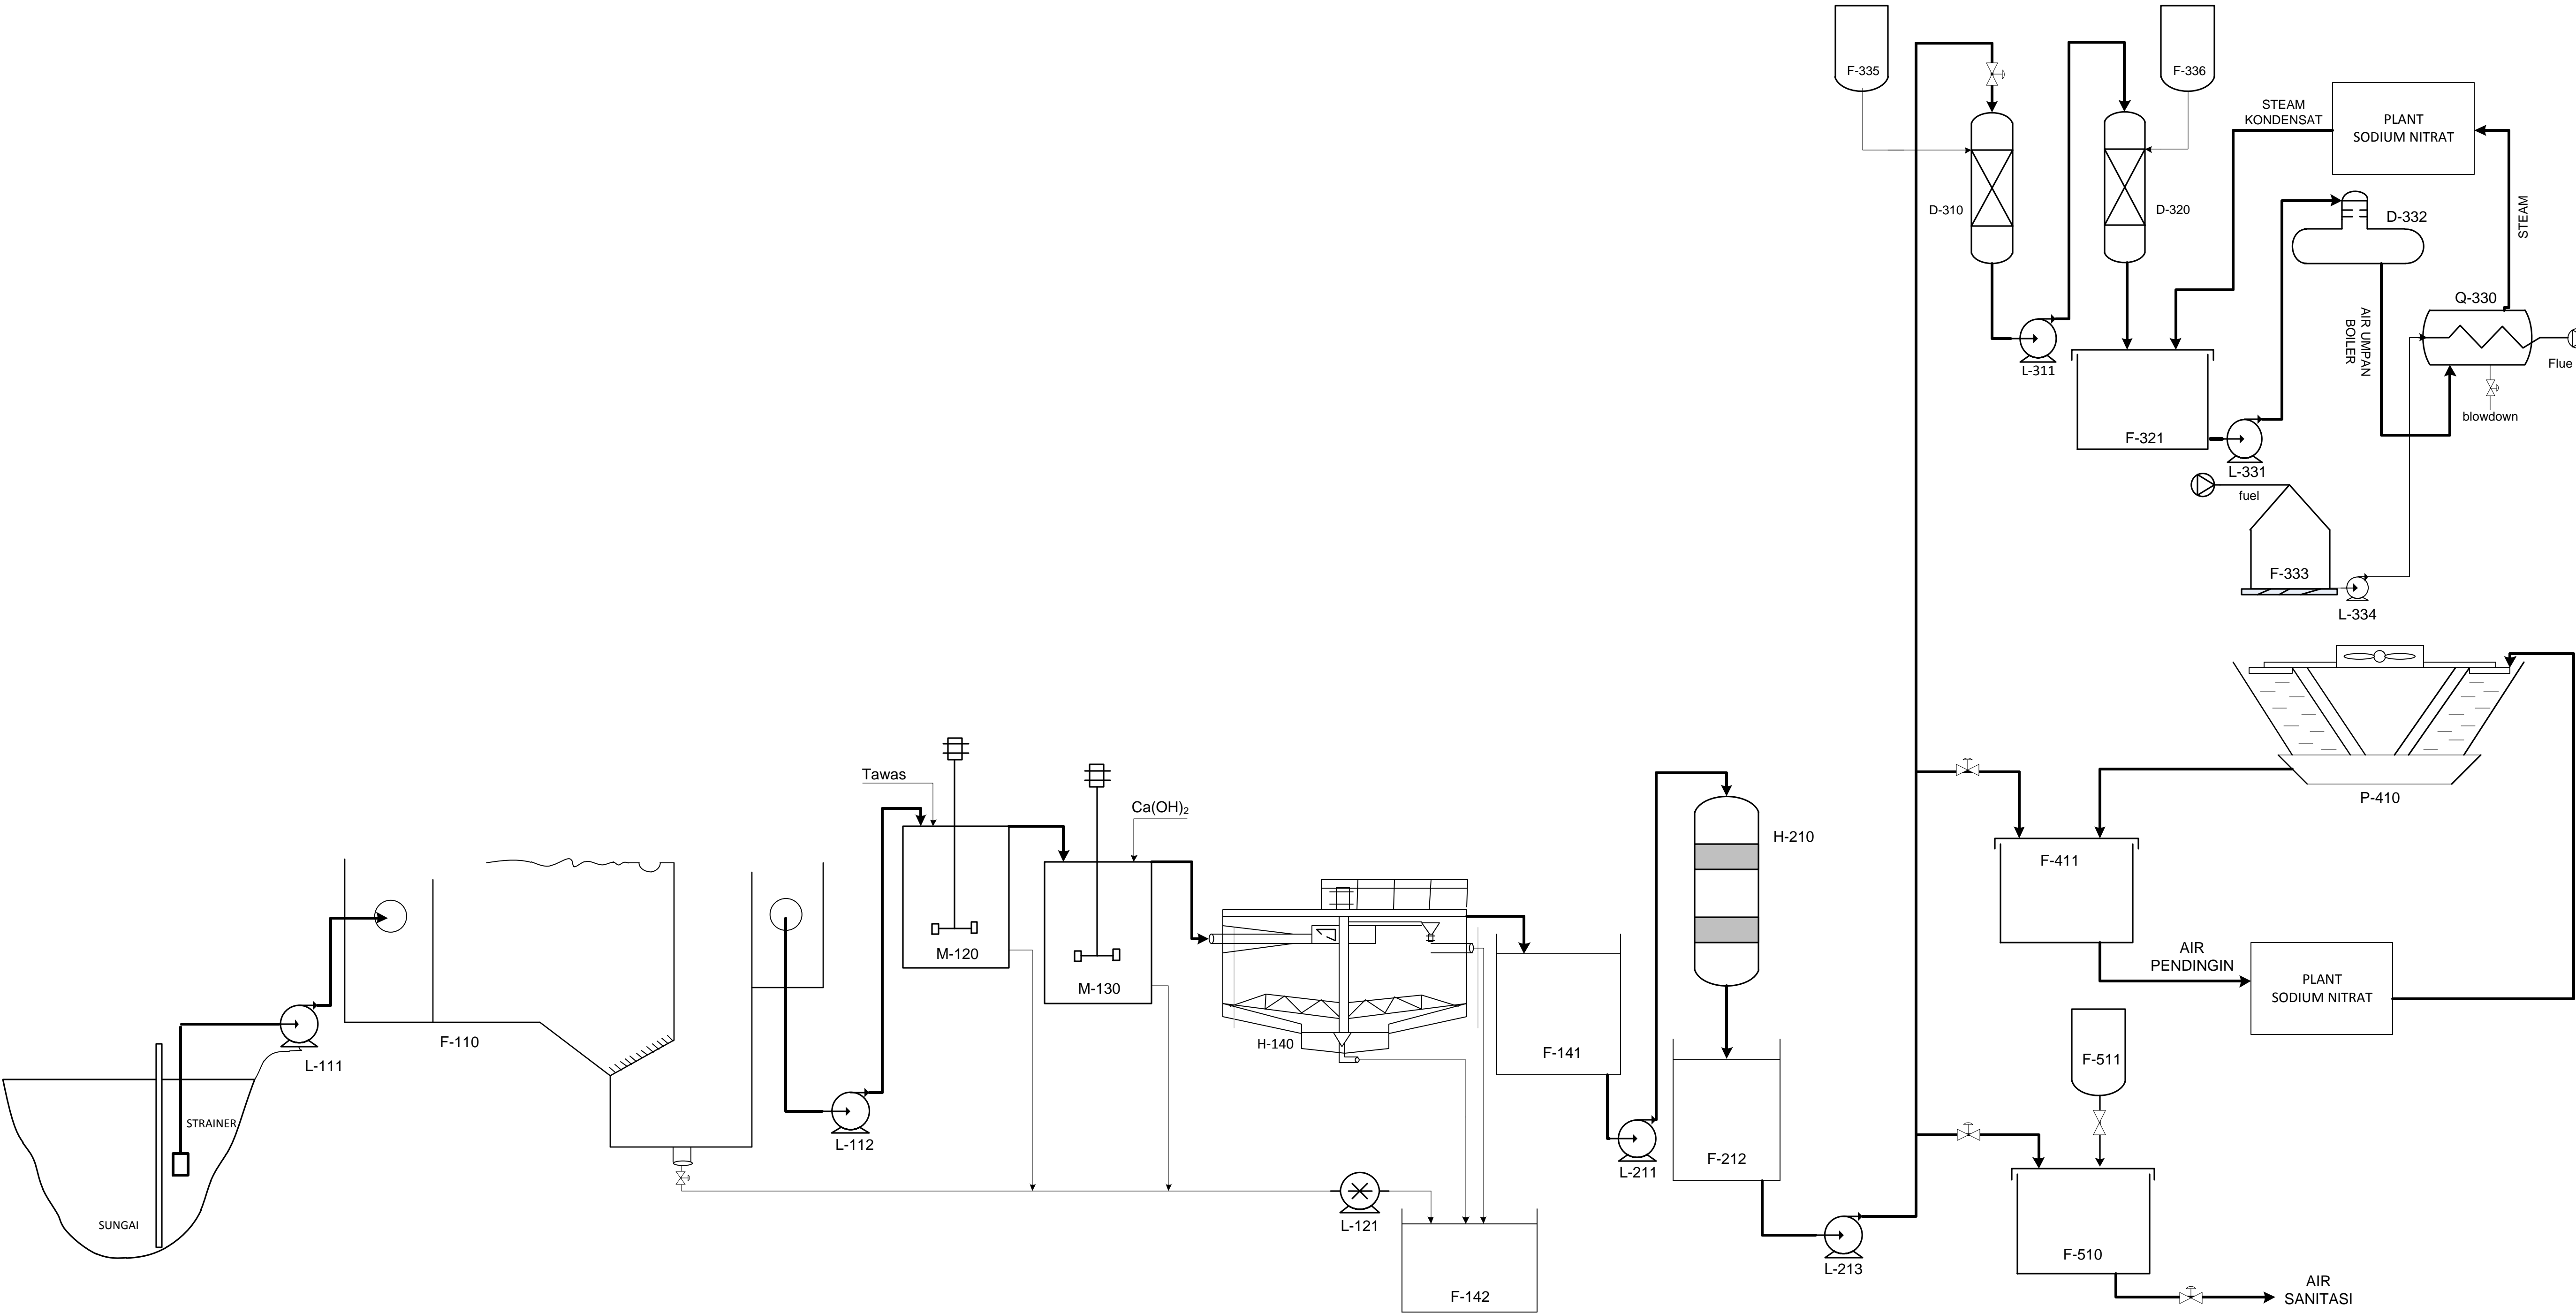 F-335
F-336
STEAM
KONDENSAT
PLANT
SODIUM NITRAT
D-310
D-320
D-332
STEAM
Q-330
AIR UMPAN
BOILER
Flue
L-311
blowdown
F-321
L-331
fuel
F-333
L-334
P-410
Tawas
Ca(OH)₂
H-210
F-411
M-120
M-130
AIR
PENDINGIN
PLANT
SODIUM NITRAT
F-110
H-140
F-141
L-111
F-511
STRAINER
L-112
F-212
L-211
SUNGAI
L-121
F-510
L-213
F-142
AIR
SANITASI